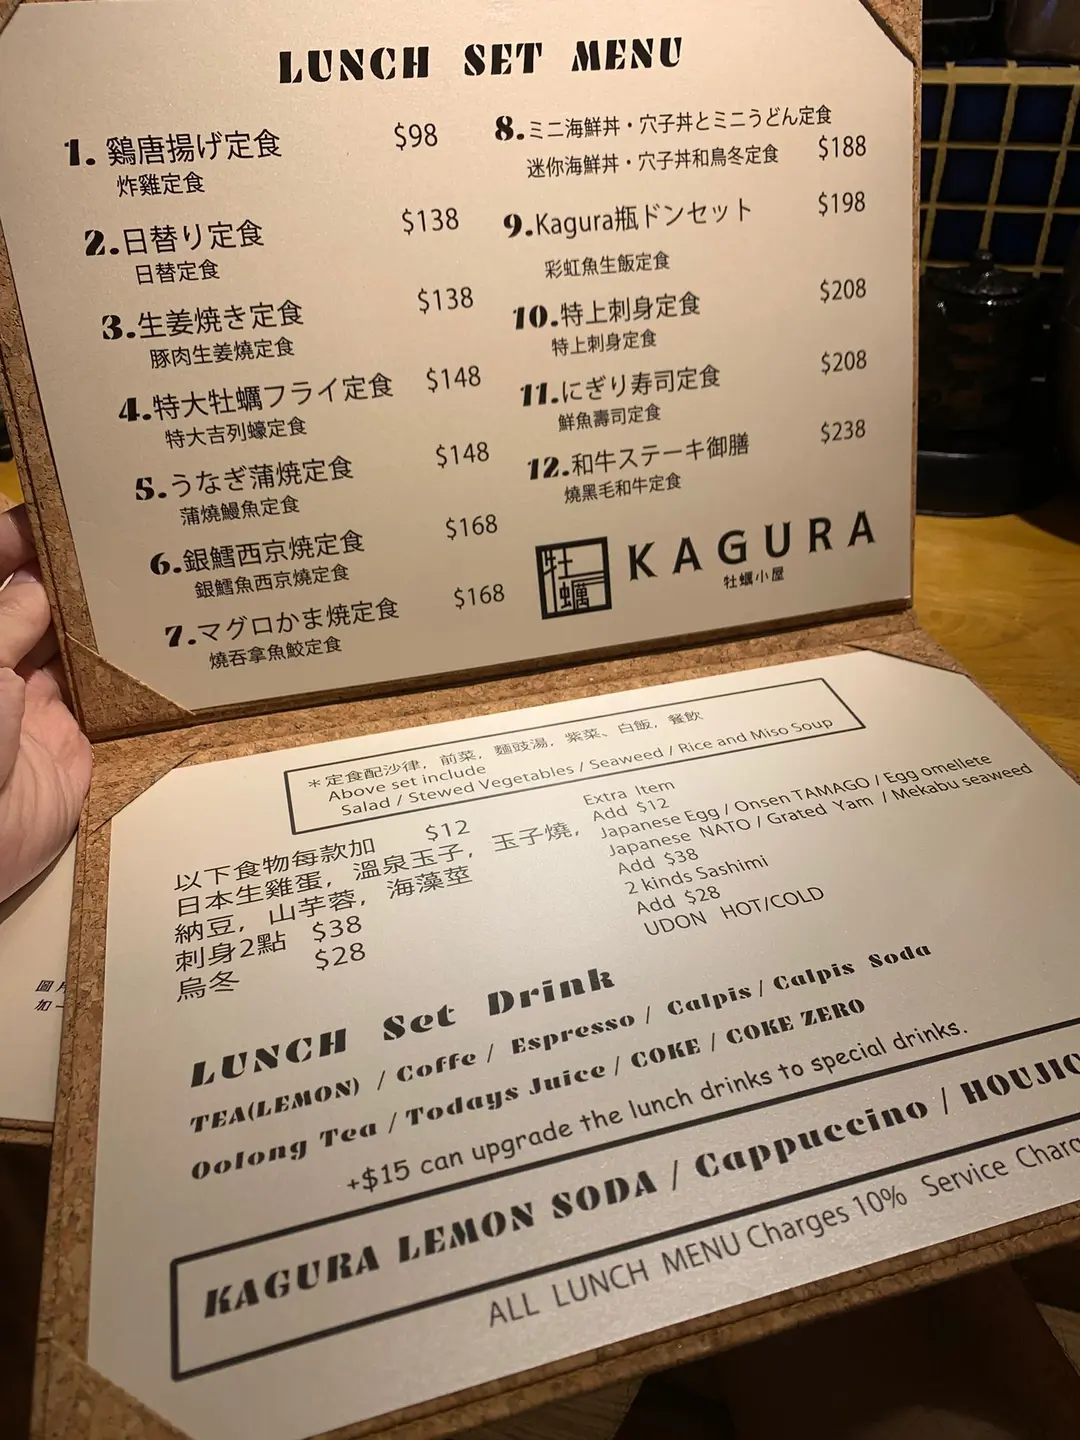 LUNCH SET MENU
1. 鶏唐揚げ定食 $98
炸雞定食
2.日替り定食 $138
日替定食
3.生姜焼き定食 $138
豚肉生姜燒定食
4.特大牡蠣フライ定食 $148
特大吉列蠔定食
5.うなぎ蒲焼定食 $148
蒲燒鰻魚定食
6.銀鱈西京焼定食 $168
銀鱈魚西京燒定食
7.マグロかま焼定食 $168
燒吞拿魚鮫定食
8.ミニ海鮮丼・穴子丼とミニうどん定食
迷你海鮮丼・穴子丼和烏冬定食 $188
9.Kagura瓶ドンセット $198
彩虹魚生飯定食
10.特上刺身定食 $208
特上刺身定食
11.にぎり寿司定食 $208
鮮魚壽司定食
12.和牛ステーキ御膳 $238
燒黑毛和牛定食
牡蠣
KAGURA
牡蠣小屋
＊定食配沙律，前菜，麵豉湯，紫菜、白飯，餐飲
Above set include
Salad / Stewed Vegetables / Seaweed / Rice and Miso Soup
以下食物每款加 $12
日本生雞蛋，溫泉玉子，玉子燒，
納豆，山芋蓉，海藻莖
刺身2點 $38
烏冬 $28
Extra Item
Add $12
Japanese Egg / Onsen TAMAGO / Egg omellete
Japanese NATO / Grated Yam / Mekabu seaweed
Add $38
2 kinds Sashimi
Add $28
UDON HOT/COLD
LUNCH Set Drink
TEA(LEMON) / Coffe / Espresso / Calpis / Calpis Soda
Oolong Tea / Todays Juice / COKE / COKE ZERO
+$15 can upgrade the lunch drinks to special drinks.
KAGURA LEMON SODA / Cappuccino / HOUJIC
ALL LUNCH MENU Charges 10% Service Charg
圖
加一